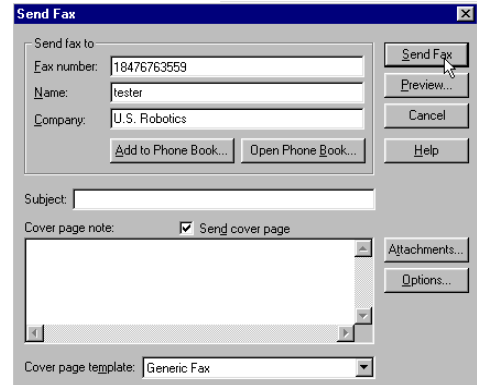 Send Fax
Send fax to
Fax number: 18476763559
Name: tester
Company: U.S. Robotics
Add to Phone Book... Open Phone Book...
Send Fax
Preview...
Cancel
Help
Subject:
Cover page note: Send cover page
Attachments...
Options...
Cover page template: Generic Fax